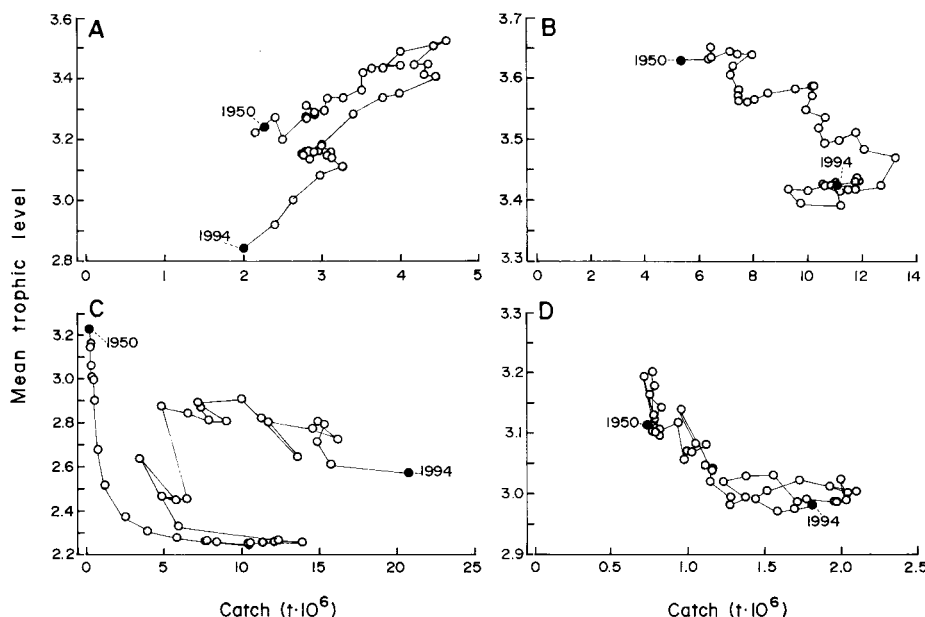 A
3.6
3.4
3.2
3.0
2.8
1950
1994
0 1 2 3 4 5
B
3.7
3.6
3.5
3.4
3.3
1950
1994
0 2 4 6 8 10 12 14
Mean trophic level
C
3.2
3.0
2.8
2.6
2.4
2.2
1950
1994
0 5 10 15 20 25
Catch (t·10⁶)
D
3.3
3.2
3.1
3.0
2.9
1950
1994
0 0.5 1.0 1.5 2.0 2.5
Catch (t·10⁶)